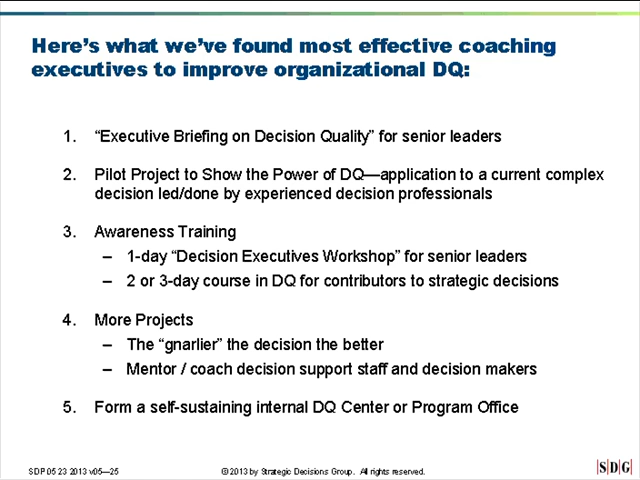 Here's what we've found most effective coaching
executives to improve organizational DQ:
1. "Executive Briefing on Decision Quality" for senior leaders
2. Pilot Project to Show the Power of DQ—application to a current complex
decision led/done by experienced decision professionals
3. Awareness Training
– 1-day "Decision Executives Workshop" for senior leaders
– 2 or 3-day course in DQ for contributors to strategic decisions
4. More Projects
– The "gnarlier" the decision the better
– Mentor / coach decision support staff and decision makers
5. Form a self-sustaining internal DQ Center or Program Office
SDP 05 23 2013 v05—25
© 2013 by Strategic Decisions Group. All rights reserved.
SDG